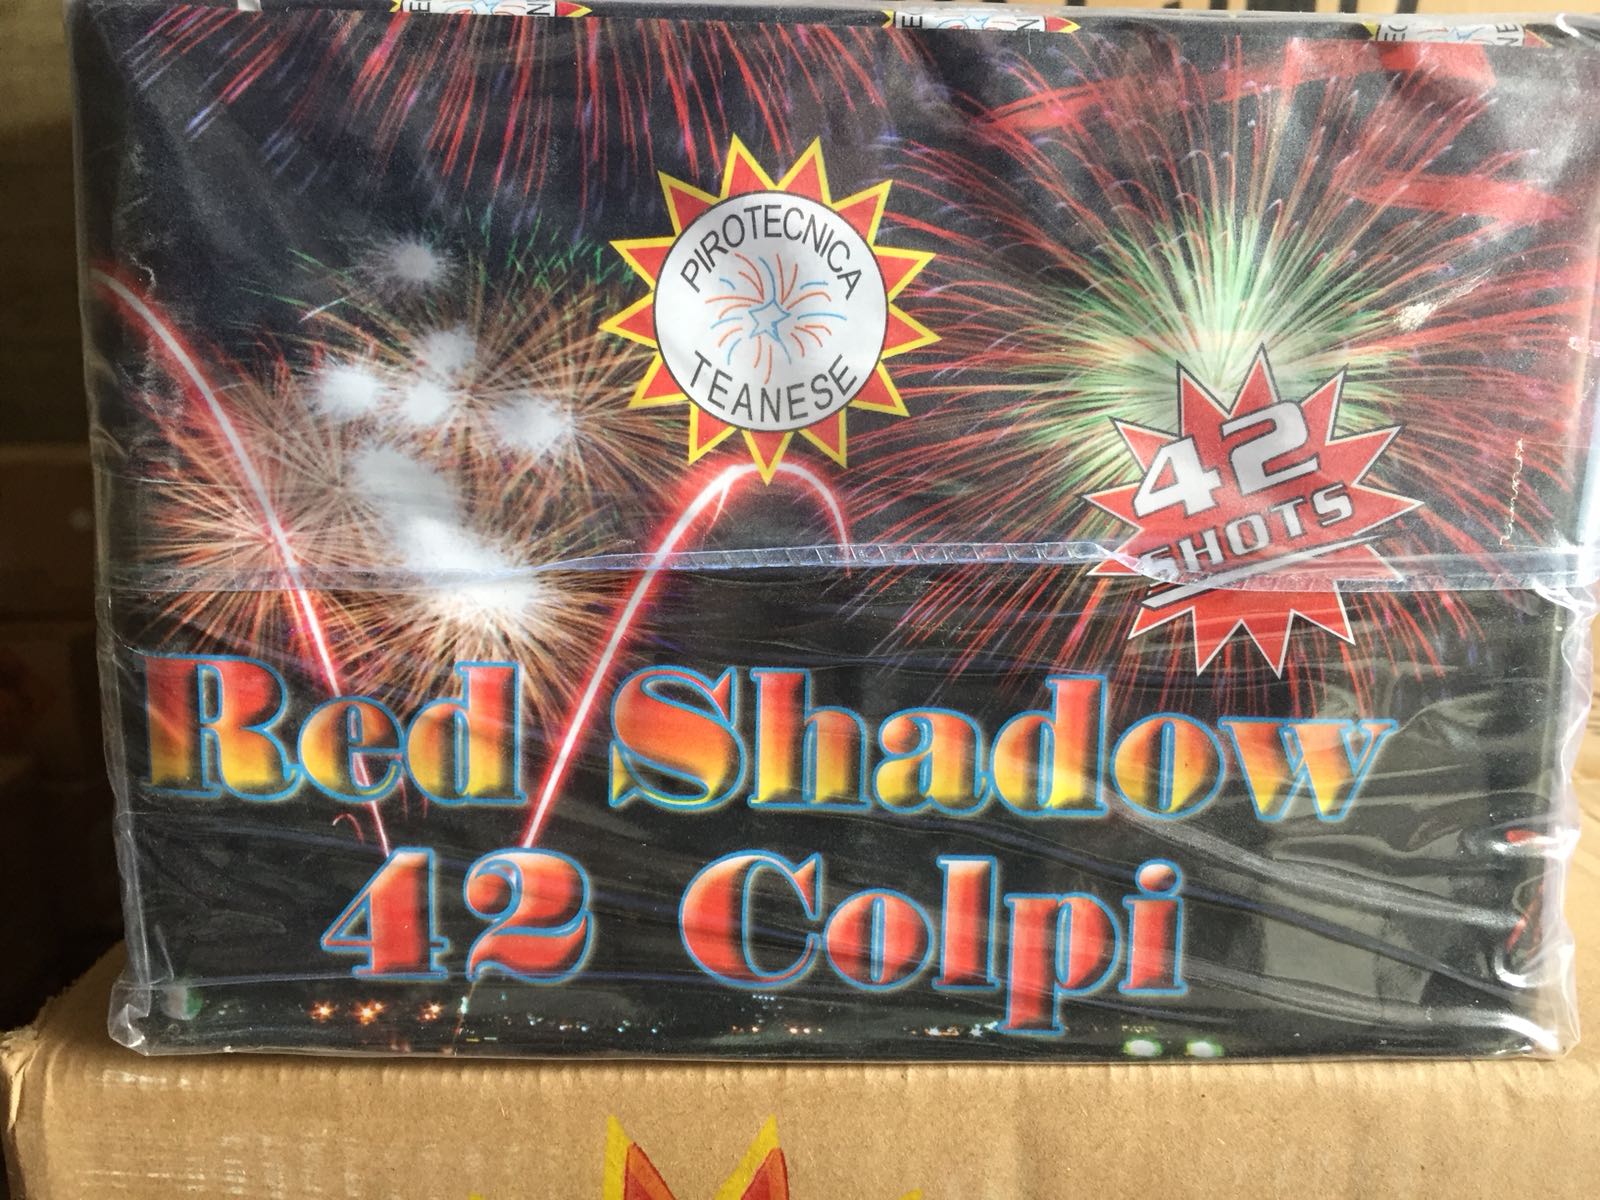 PIROTECNICA
TEANESE
42
SHOTS
Red Shadow
42 Colpi